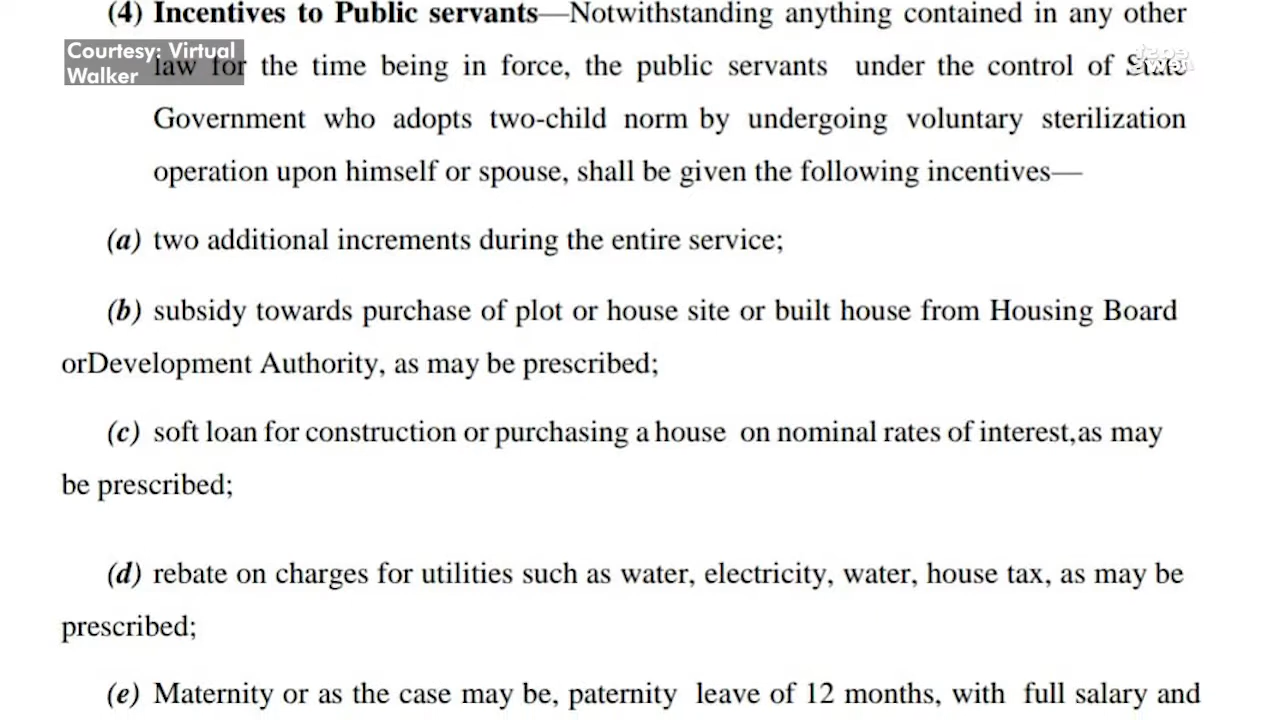 (4) Incentives to Public servants—Notwithstanding anything contained in any other
Courtesy: Virtual
Walker
law for the time being in force, the public servants under the control of State
Government who adopts two-child norm by undergoing voluntary sterilization
operation upon himself or spouse, shall be given the following incentives—
(a) two additional increments during the entire service;
(b) subsidy towards purchase of plot or house site or built house from Housing Board
orDevelopment Authority, as may be prescribed;
(c) soft loan for construction or purchasing a house on nominal rates of interest,as may
be prescribed;
(d) rebate on charges for utilities such as water, electricity, water, house tax, as may be
prescribed;
(e) Maternity or as the case may be, paternity leave of 12 months, with full salary and